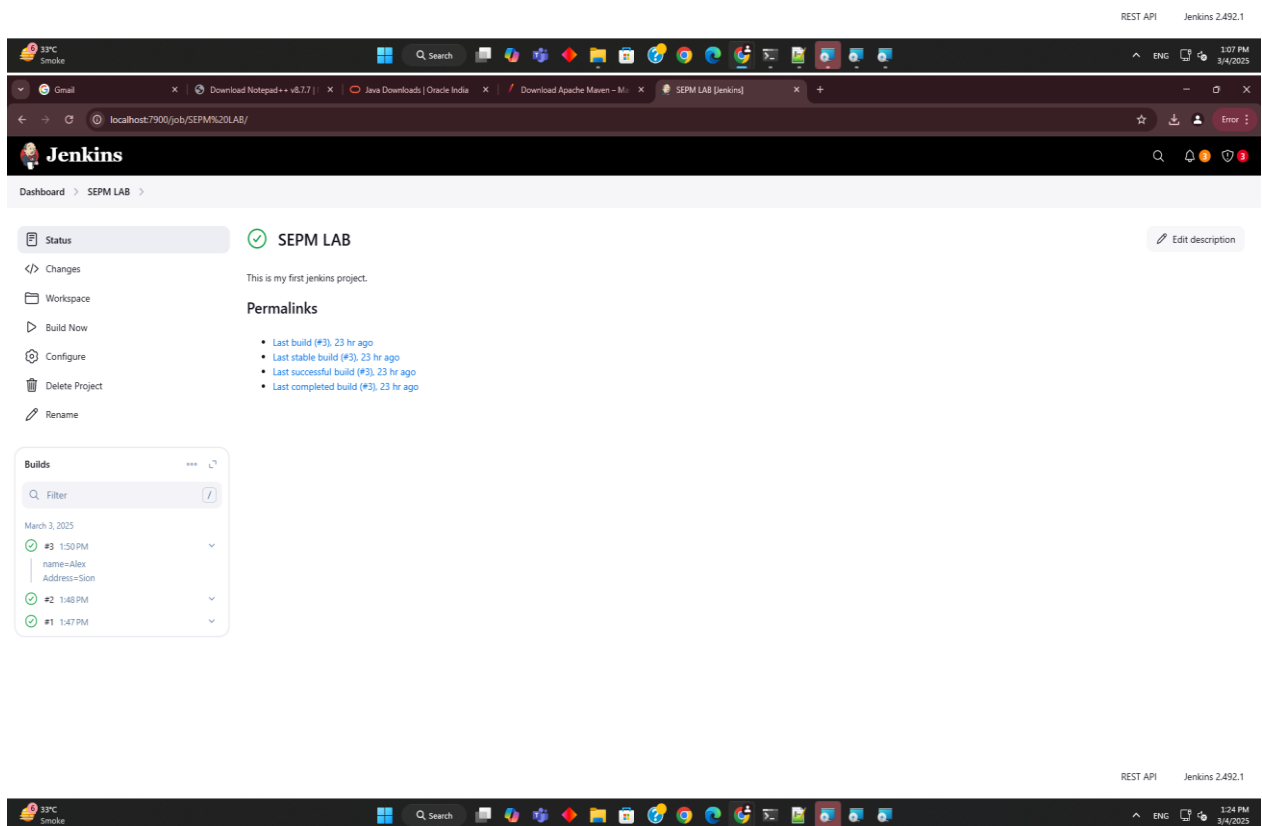 REST API Jenkins 2.492.1
6 33°C Smoke
Search
ENG 1:07 PM 3/4/2025
Gmail
Download Notepad++ v8.7.7 |
Java Downloads | Oracle India
Download Apache Maven – Ma
SEPM LAB [Jenkins]
localhost:7900/job/SEPM%20LAB/
Error
Jenkins
3 3
Dashboard > SEPM LAB >
Status
Changes
Workspace
Build Now
Configure
Delete Project
Rename
SEPM LAB
Edit description
This is my first jenkins project.
Permalinks
Last build (#3), 23 hr ago
Last stable build (#3), 23 hr ago
Last successful build (#3), 23 hr ago
Last completed build (#3), 23 hr ago
Builds
Filter /
March 3, 2025
#3 1:50 PM
name=Alex
Address=Sion
#2 1:48 PM
#1 1:47 PM
REST API Jenkins 2.492.1
6 33°C Smoke
Search
ENG 1:24 PM 3/4/2025